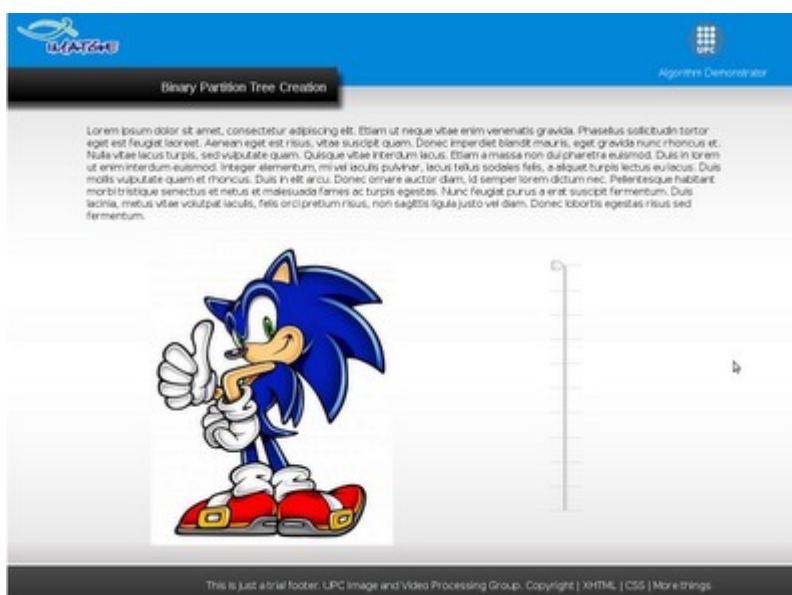 IMATGE
UPC
Algorithm Demonstrator
Binary Partition Tree Creation
Lorem ipsum dolor sit amet, consectetur adipiscing elit. Etiam ut neque vitae enim venenatis gravida. Phasellus sollicitudin tortor
eget est feugiat laoreet. Aenean eget est risus, vitae suscipit quam. Donec imperdiet blandit mauris, eget gravida nunc rhoncus et.
Nulla vitae lacus turpis, sed vulputate quam. Quisque vitae interdum lacus. Etiam a massa non dui pharetra euismod. Duis in lorem
ut enim interdum euismod. Integer elementum, mi vel iaculis pulvinar, lacus tellus sodales felis, a aliquet turpis lectus eu lacus. Duis
mollis vulputate quam et rhoncus. Duis in elit arcu. Donec ornare auctor diam, id semper lorem dictum nec. Pellentesque habitant
morbi tristique senectus et netus et malesuada fames ac turpis egestas. Nunc feugiat purus a erat suscipit fermentum. Duis
lacinia, metus vitae volutpat iaculis, felis orci pretium risus, non sagittis ligula justo vel diam. Donec lobortis egestas risus sed
fermentum.
This is just a trial footer. UPC Image and Video Processing Group. Copyright | XHTML | CSS | More things